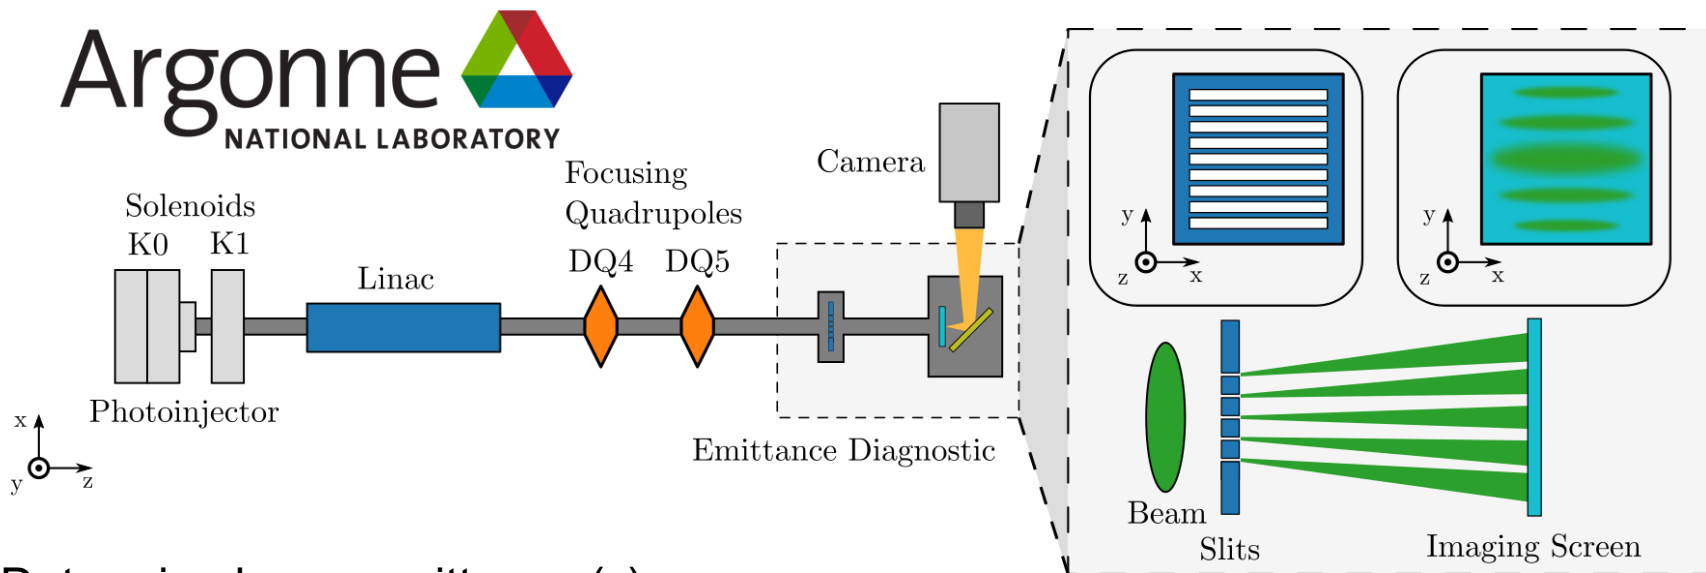 Argonne
NATIONAL LABORATORY
Solenoids
K0 K1
Photoinjector
Linac
Focusing
Quadrupoles
DQ4 DQ5
Camera
Emittance Diagnostic
x
y z
y
z x
y
z x
Beam
Slits
Imaging Screen